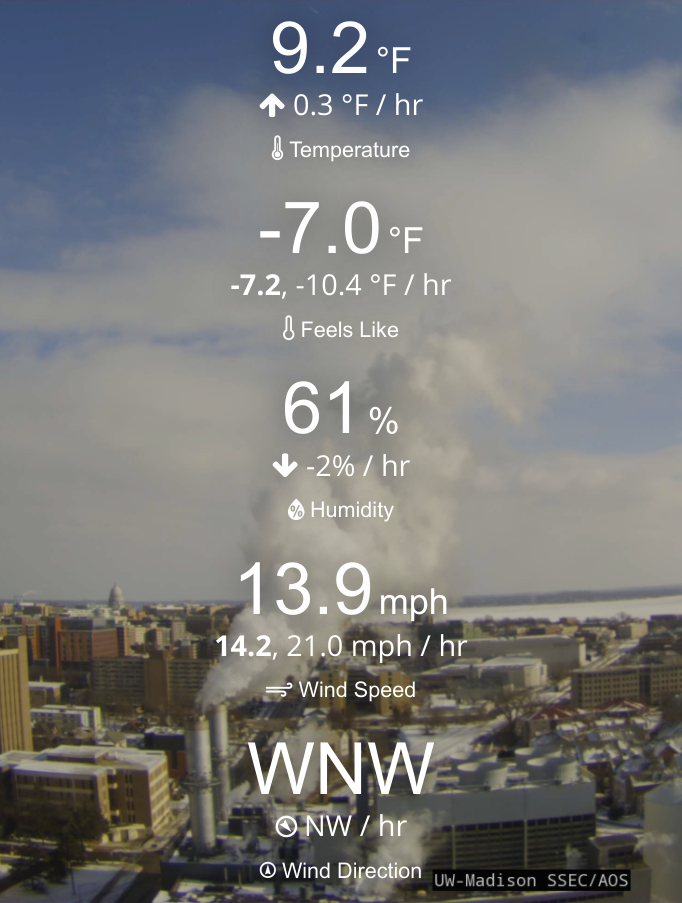 9.2 °F
0.3 °F / hr
Temperature
-7.0 °F
-7.2, -10.4 °F / hr
Feels Like
61 %
-2% / hr
Humidity
13.9 mph
14.2, 21.0 mph / hr
Wind Speed
WNW
NW / hr
Wind Direction
UW-Madison SSEC/AOS